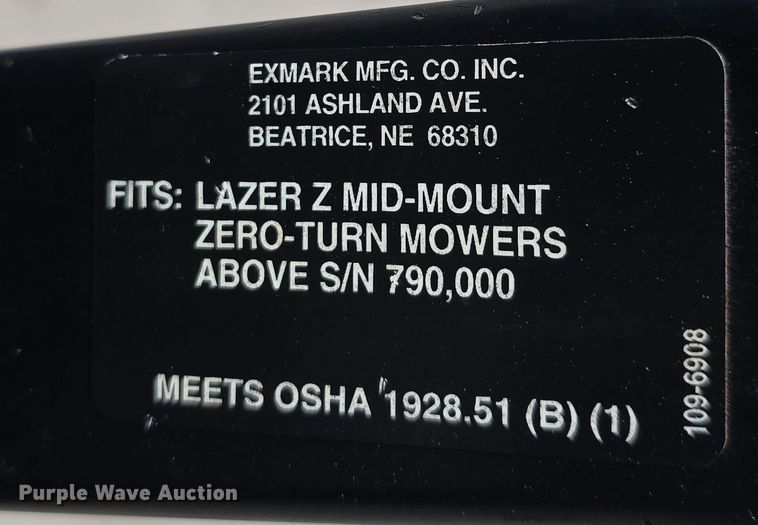 EXMARK MFG. CO. INC.
2101 ASHLAND AVE.
BEATRICE, NE 68310
FITS: LAZER Z MID-MOUNT
ZERO-TURN MOWERS
ABOVE S/N 790,000
MEETS OSHA 1928.51 (B) (1)
109-6908
Purple Wave Auction